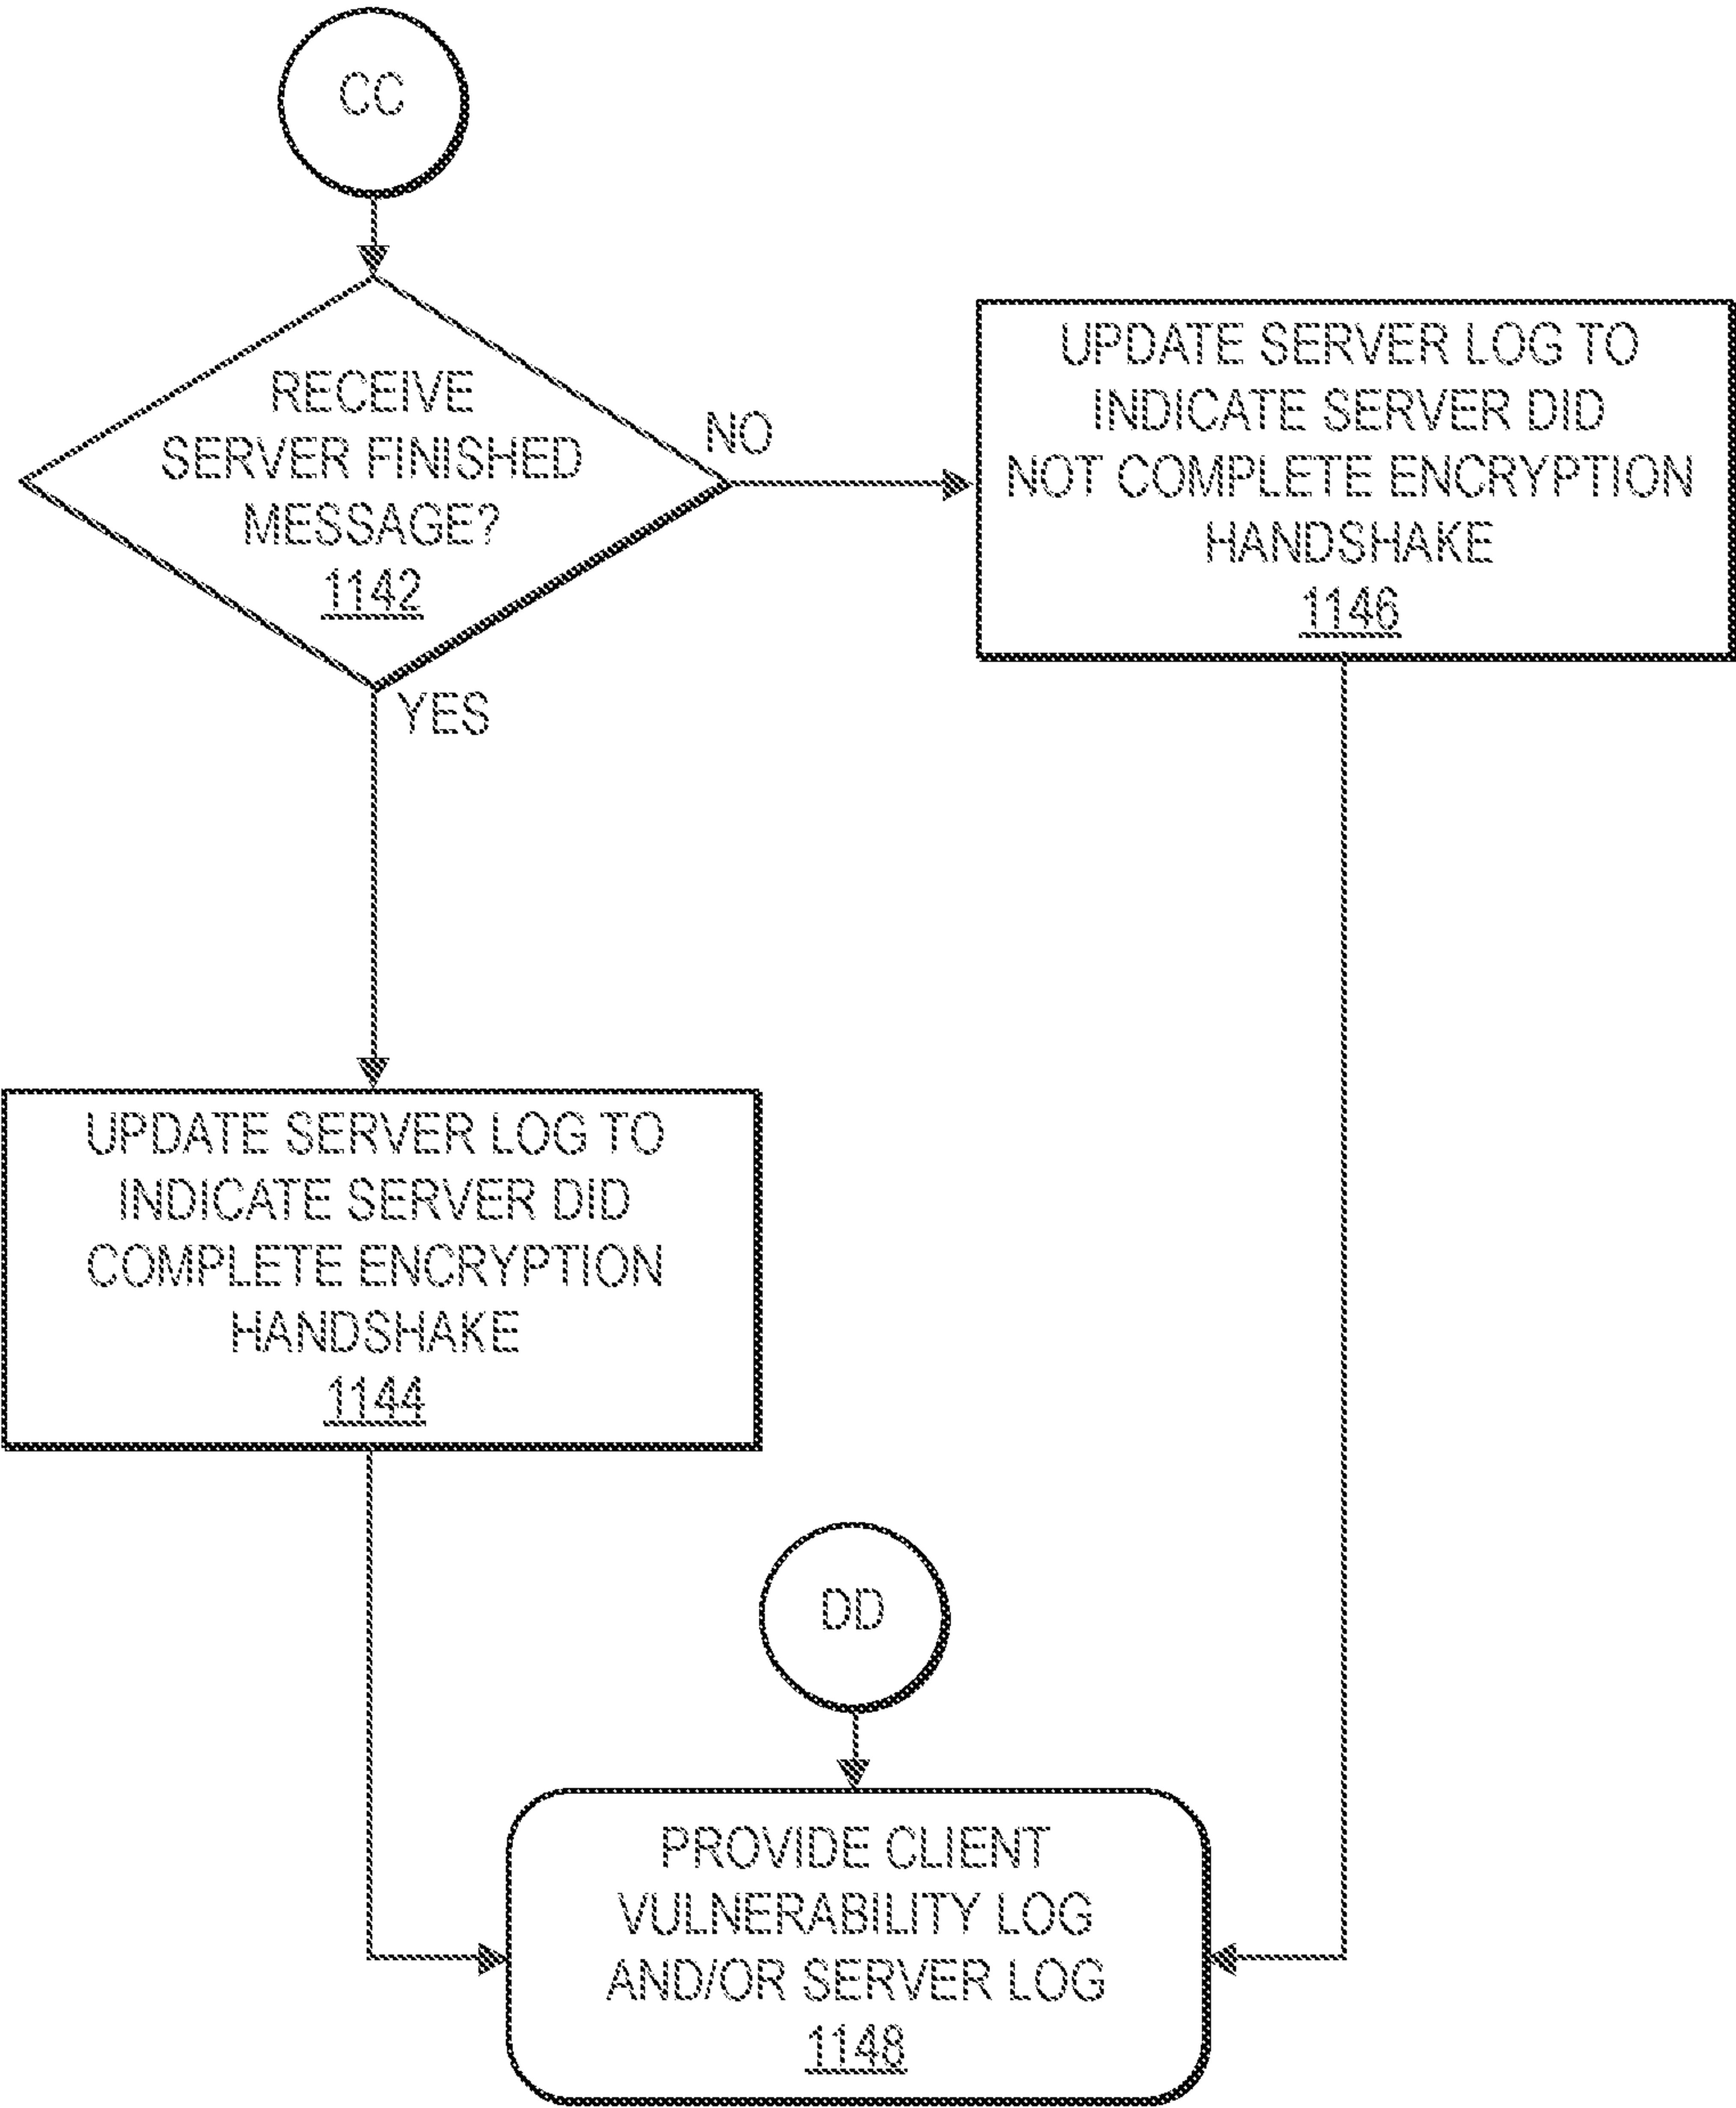 CC
RECEIVE
SERVER FINISHED
MESSAGE?
1142
NO
YES
UPDATE SERVER LOG TO
INDICATE SERVER DID
NOT COMPLETE ENCRYPTION
HANDSHAKE
1146
UPDATE SERVER LOG TO
INDICATE SERVER DID
COMPLETE ENCRYPTION
HANDSHAKE
1144
DD
PROVIDE CLIENT
VULNERABILITY LOG
AND/OR SERVER LOG
1148